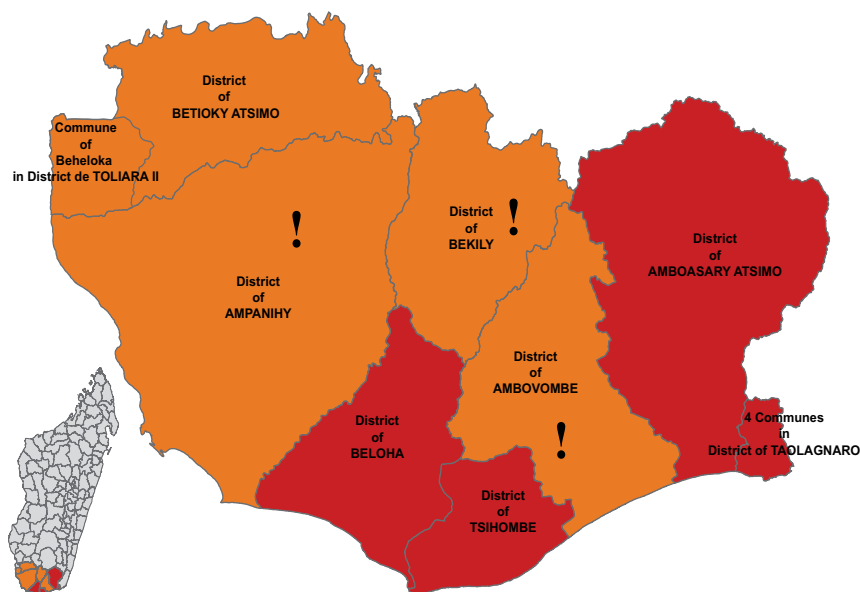 District
of
BETIOKY ATSIMO
Commune
of
Beheloka
in District de TOLIARA II
!
District
of
AMPANIHY
!
District
of
BEKILY
District
of
AMBOASARY ATSIMO
District
of
AMBOVOMBE
!
District
of
BELOHA
4 Communes
in
District of TAOLAGNARO
District
of
TSIHOMBE